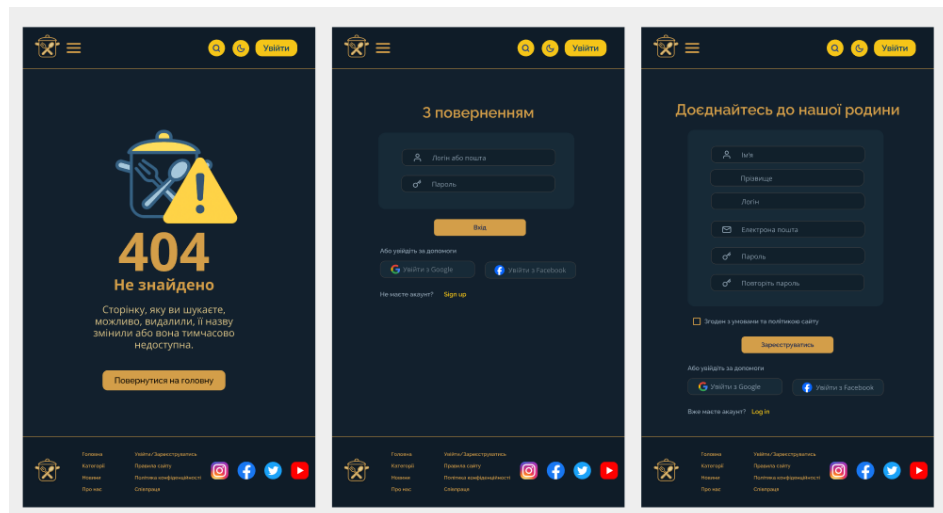 Увійти
404
Не знайдено
Сторінку, яку ви шукаєте,
можливо, видалили, її назву
змінили або вона тимчасово
недоступна.
Повернутися на головну
Головна
Категорії
Новини
Про нас
Увійти/Зареєструватись
Правила сайту
Політика конфіденційності
Співпраця
Увійти
З поверненням
Логін або пошта
Пароль
Вхід
Або увійдіть за допомоги
Увійти з Google
Увійти з Facebook
Не маєте акаунт? Sign up
Головна
Категорії
Новини
Про нас
Увійти/Зареєструватись
Правила сайту
Політика конфіденційності
Співпраця
Увійти
Доєднайтесь до нашої родини
Ім'я
Прізвище
Логін
Електрона пошта
Пароль
Повторіть пароль
Згоден з умовами та політикою сайту
Зареєструватись
Або увійдіть за допомоги
Увійти з Google
Увійти з Facebook
Вже маєте акаунт? Log in
Головна
Категорії
Новини
Про нас
Увійти/Зареєструватись
Правила сайту
Політика конфіденційності
Співпраця